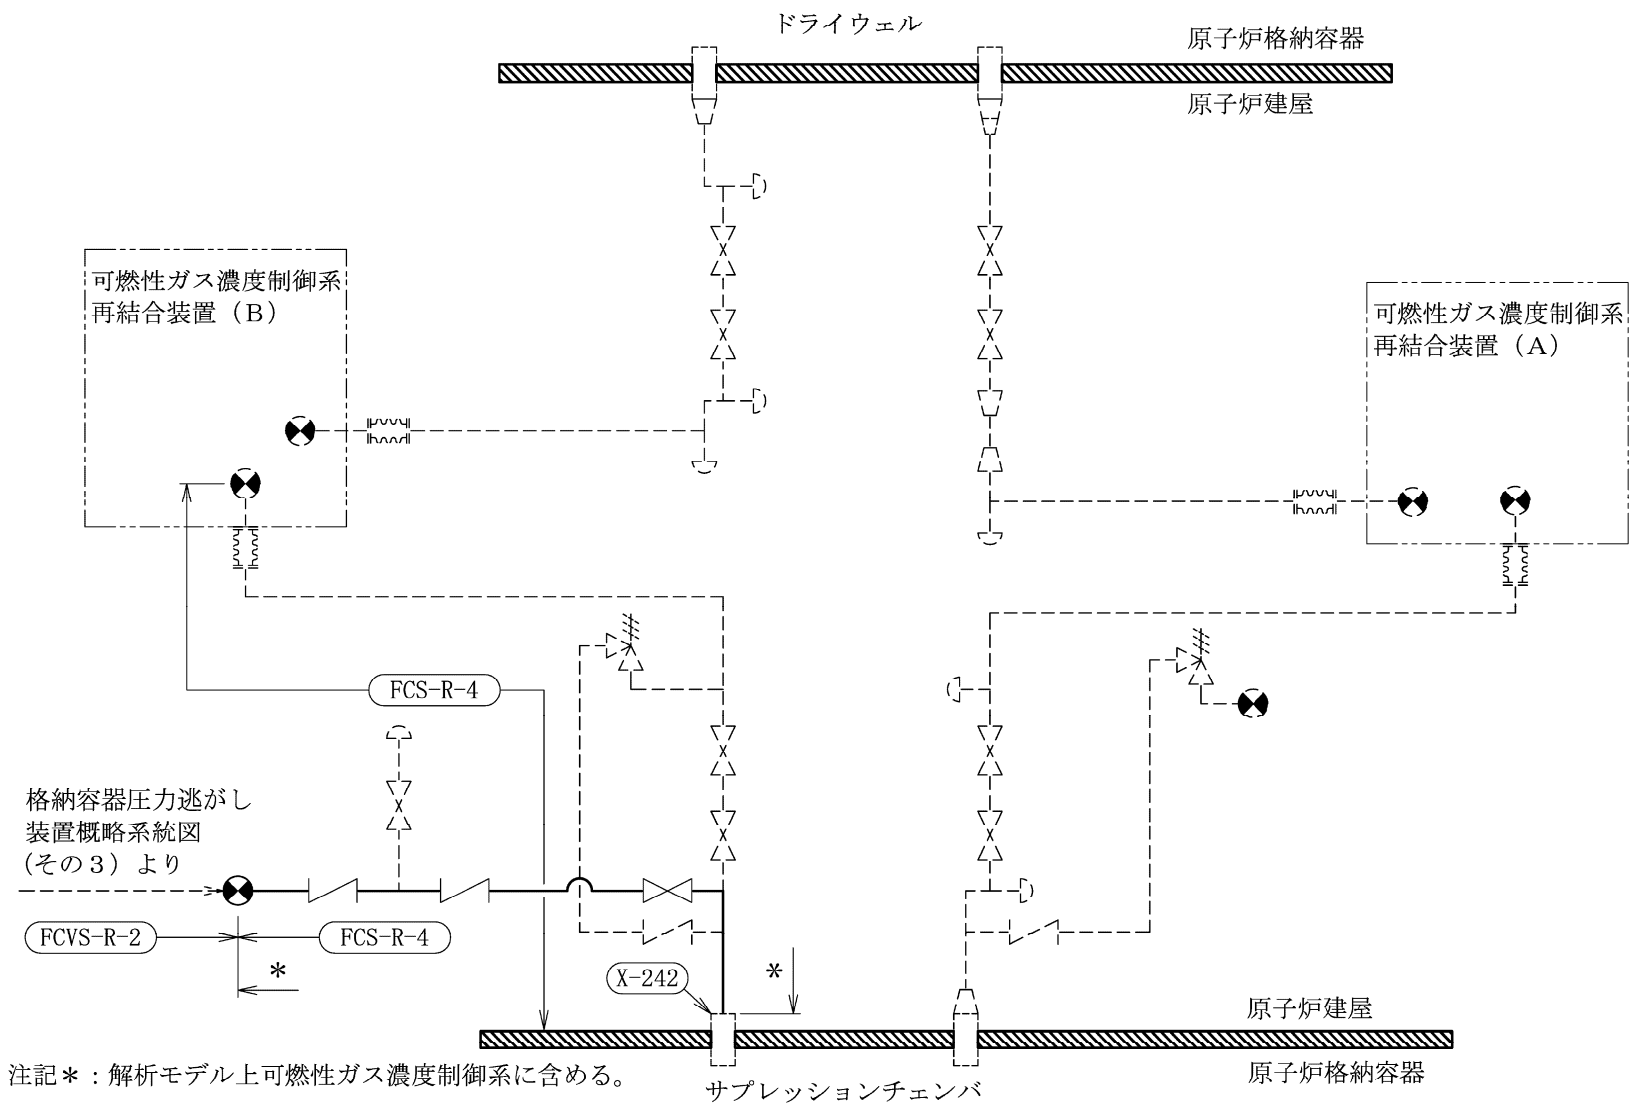 ドライウェル
原子炉格納容器
原子炉建屋
可燃性ガス濃度制御系
再結合装置（B）
可燃性ガス濃度制御系
再結合装置（A）
FCS-R-4
格納容器圧力逃がし
装置概略系統図
(その３）より
FCVS-R-2
FCS-R-4
*
X-242
*
原子炉建屋
原子炉格納容器
注記＊：解析モデル上可燃性ガス濃度制御系に含める。
サプレッションチェンバ